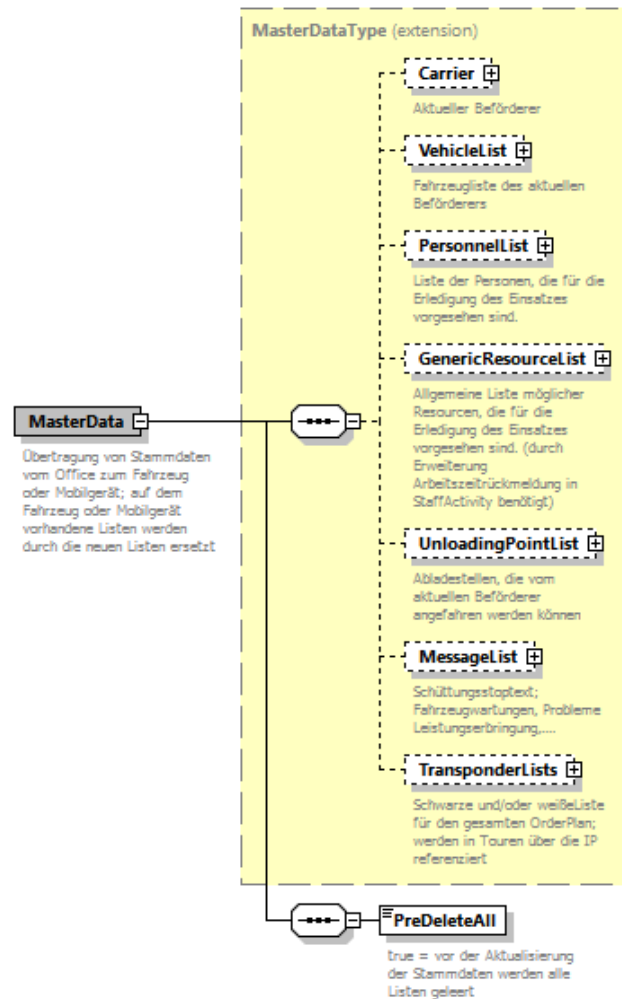 MasterDataType (extension)
Carrier
Aktueller Beförderer
VehicleList
Fahrzeugliste des aktuellen
Beförderers
PersonnelList
Liste der Personen, die für die
Erledigung des Einsatzes
vorgesehen sind.
GenericResourceList
Allgemeine Liste möglicher
Resourcen, die für die
Erledigung des Einsatzes
vorgesehen sind. (durch
Erweiterung
Arbeitszeitrückmeldung in
StaffActivity benötigt)
MasterData
Übertragung von Stammdaten
vom Office zum Fahrzeug
oder Mobilgerät; auf dem
Fahrzeug oder Mobilgerät
vorhandene Listen werden
durch die neuen Listen ersetzt
UnloadingPointList
Abladestellen, die vom
aktuellen Beförderer
angefahren werden können
MessageList
Schüttungsstoptext;
Fahrzeugwartungen, Probleme
Leistungserbringung,....
TransponderLists
Schwarze und/oder weißeListe
für den gesamten OrderPlan;
werden in Touren über die IP
referenziert
PreDeleteAll
true = vor der Aktualisierung
der Stammdaten werden alle
Listen geleert